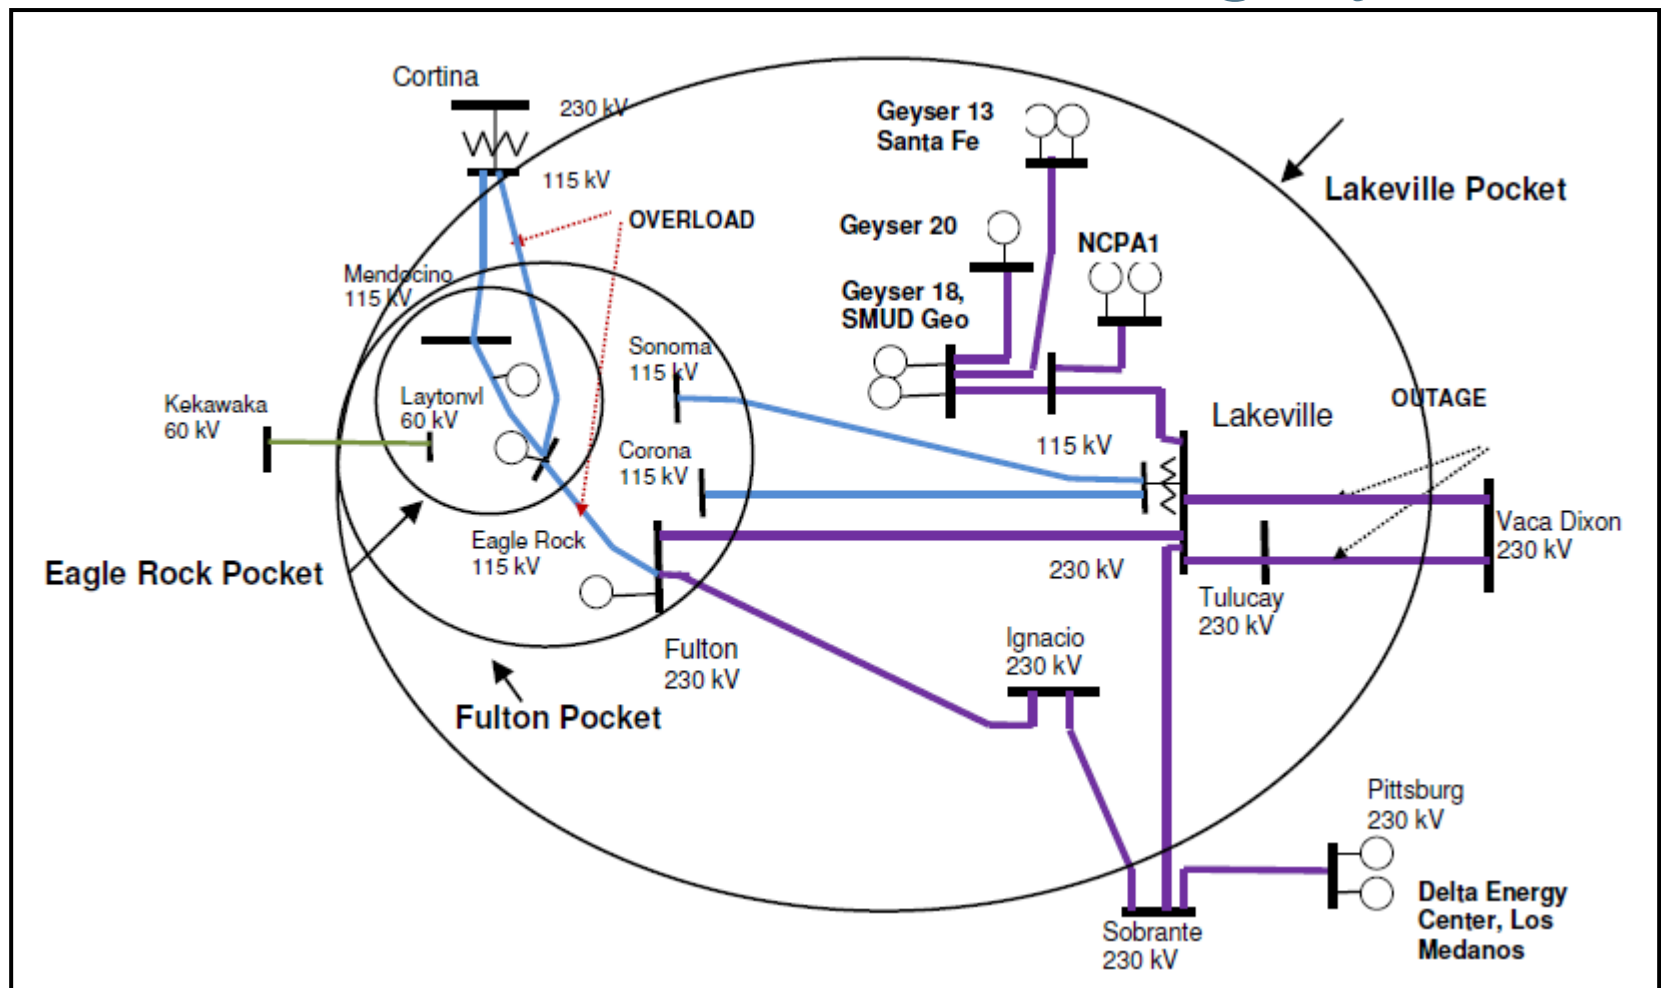 Cortina
230 kV
115 kV
OVERLOAD
Geyser 13
Santa Fe
Lakeville Pocket
Geyser 20
NCPA1
Mendocino
115 kV
Geyser 18,
SMUD Geo
Sonoma
115 kV
Kekawaka
60 kV
Laytonvl
60 kV
OUTAGE
Lakeville
115 kV
Corona
115 kV
Vaca Dixon
230 kV
Eagle Rock
115 kV
Eagle Rock Pocket
230 kV
Tulucay
230 kV
Fulton
230 kV
Ignacio
230 kV
Fulton Pocket
Pittsburg
230 kV
Delta Energy
Center, Los
Medanos
Sobrante
230 kV